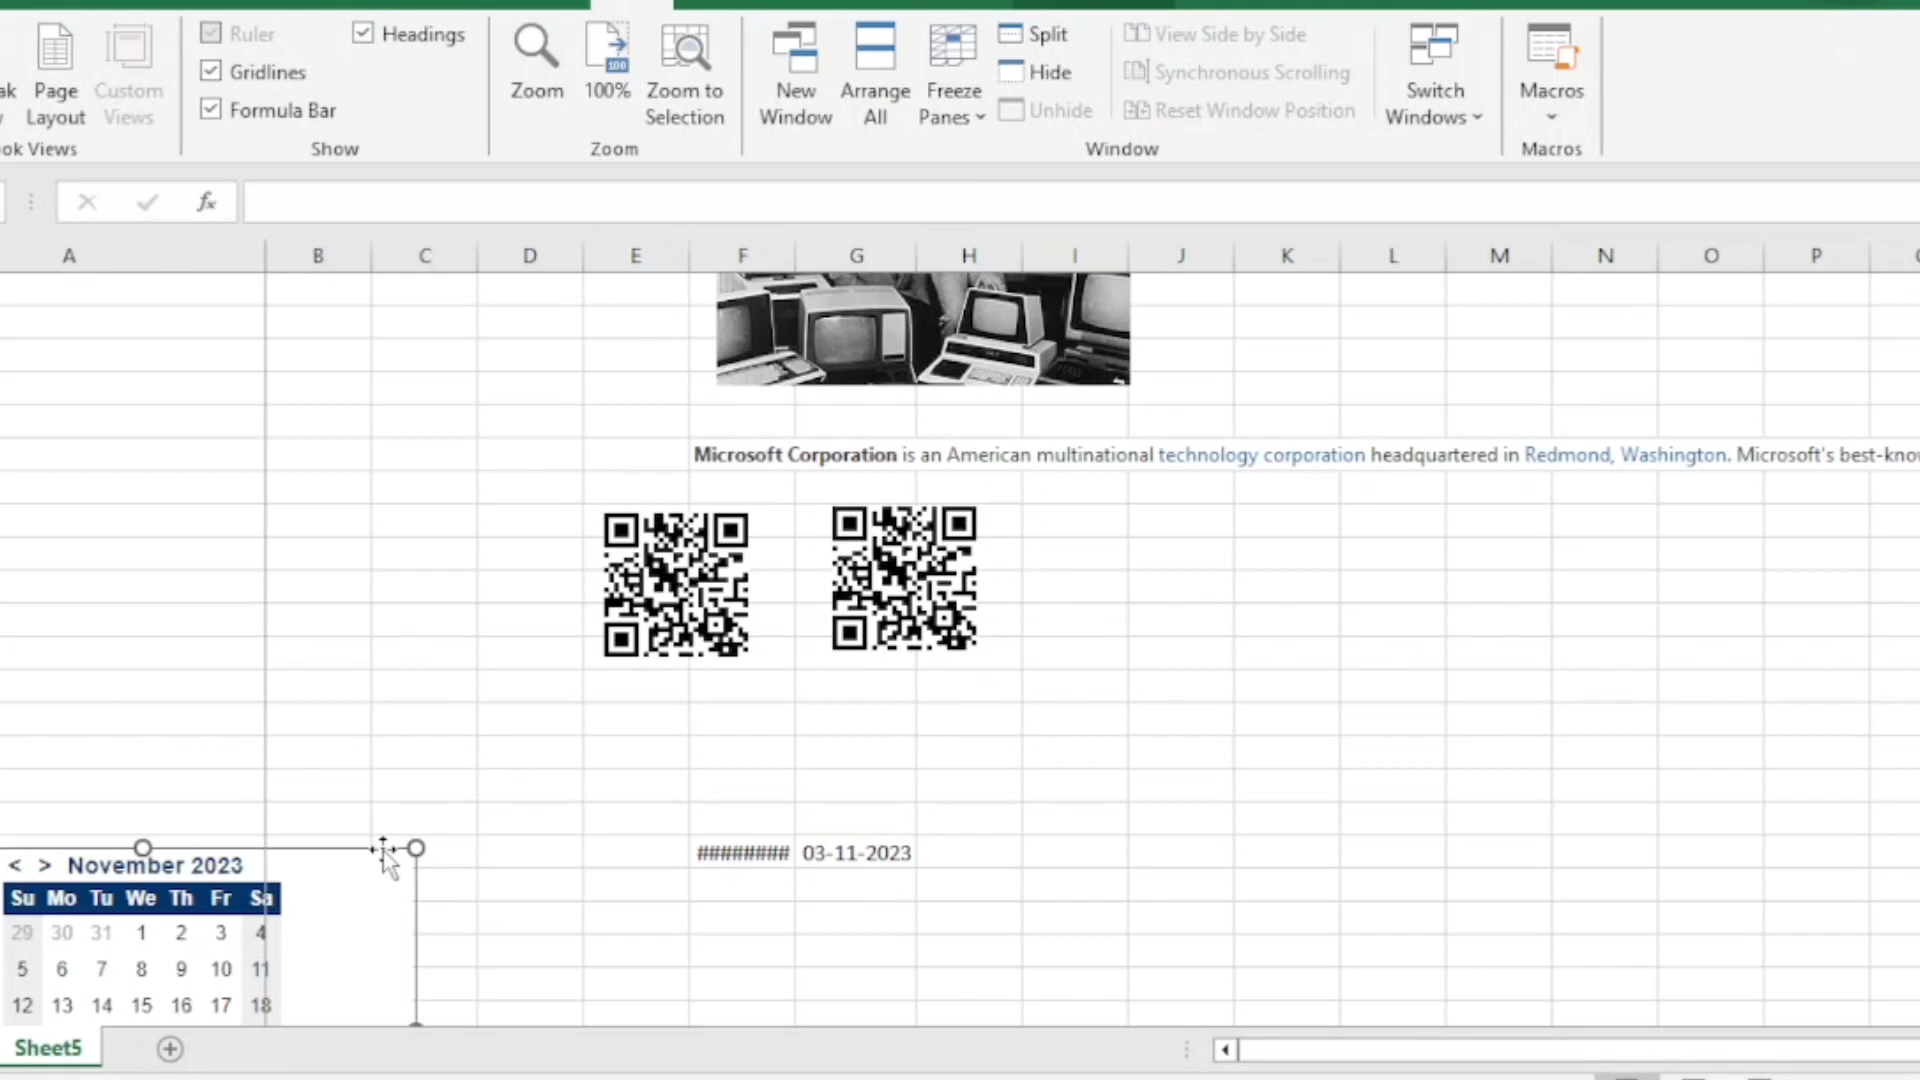 Ruler
Headings
Gridlines
Formula Bar
Show
ak Page Layout
Custom Views
ok Views
Zoom
100%
100
Zoom to Selection
Zoom
New Window
Arrange All
Freeze Panes
Split
Hide
Unhide
View Side by Side
Synchronous Scrolling
Reset Window Position
Switch Windows
Window
Macros
Macros
fx
A B C D E F G H I J K L M N O P
Microsoft Corporation is an American multinational technology corporation headquartered in Redmond, Washington. Microsoft's best-know
######## 03-11-2023
< > November 2023
Su Mo Tu We Th Fr Sa
29 30 31 1 2 3 4
5 6 7 8 9 10 11
12 13 14 15 16 17 18
Sheet5